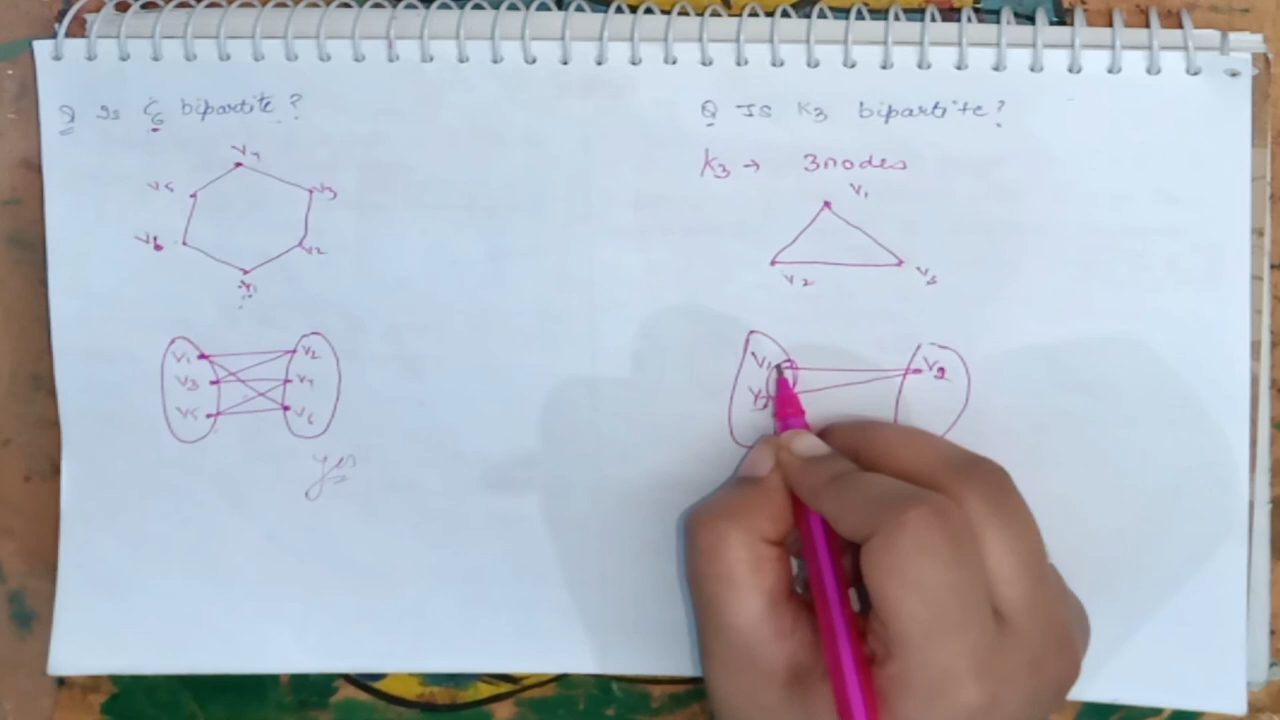 Q Is C6 bipartite?
V4
V5
V3
V6
V2
V1
V1
V2
V3
V4
V5
V6
Yes
Q Is K3 bipartite?
K3 → 3nodes
V1
V2
V3
V1
V2
V3